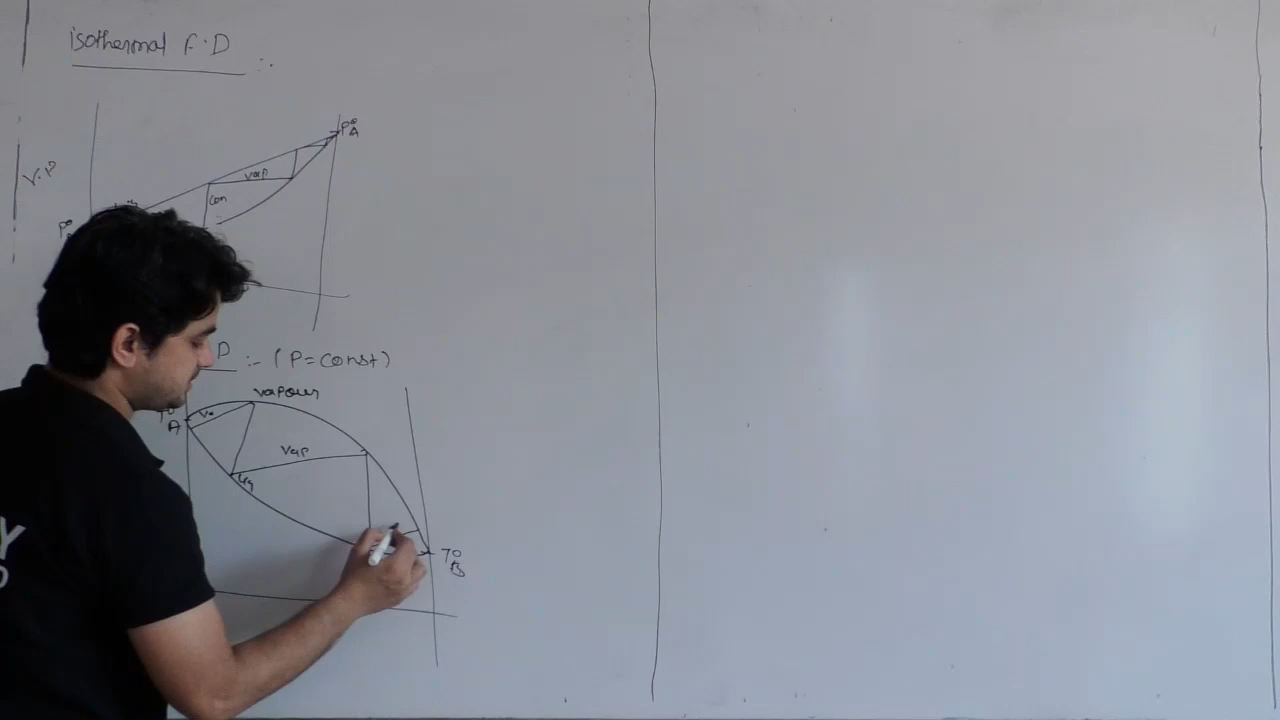 isothermal F.D :-
P°A
V.P
vap
con
D :- (P=const)
vapour
T°
A
vap
liq
T°
B
Y